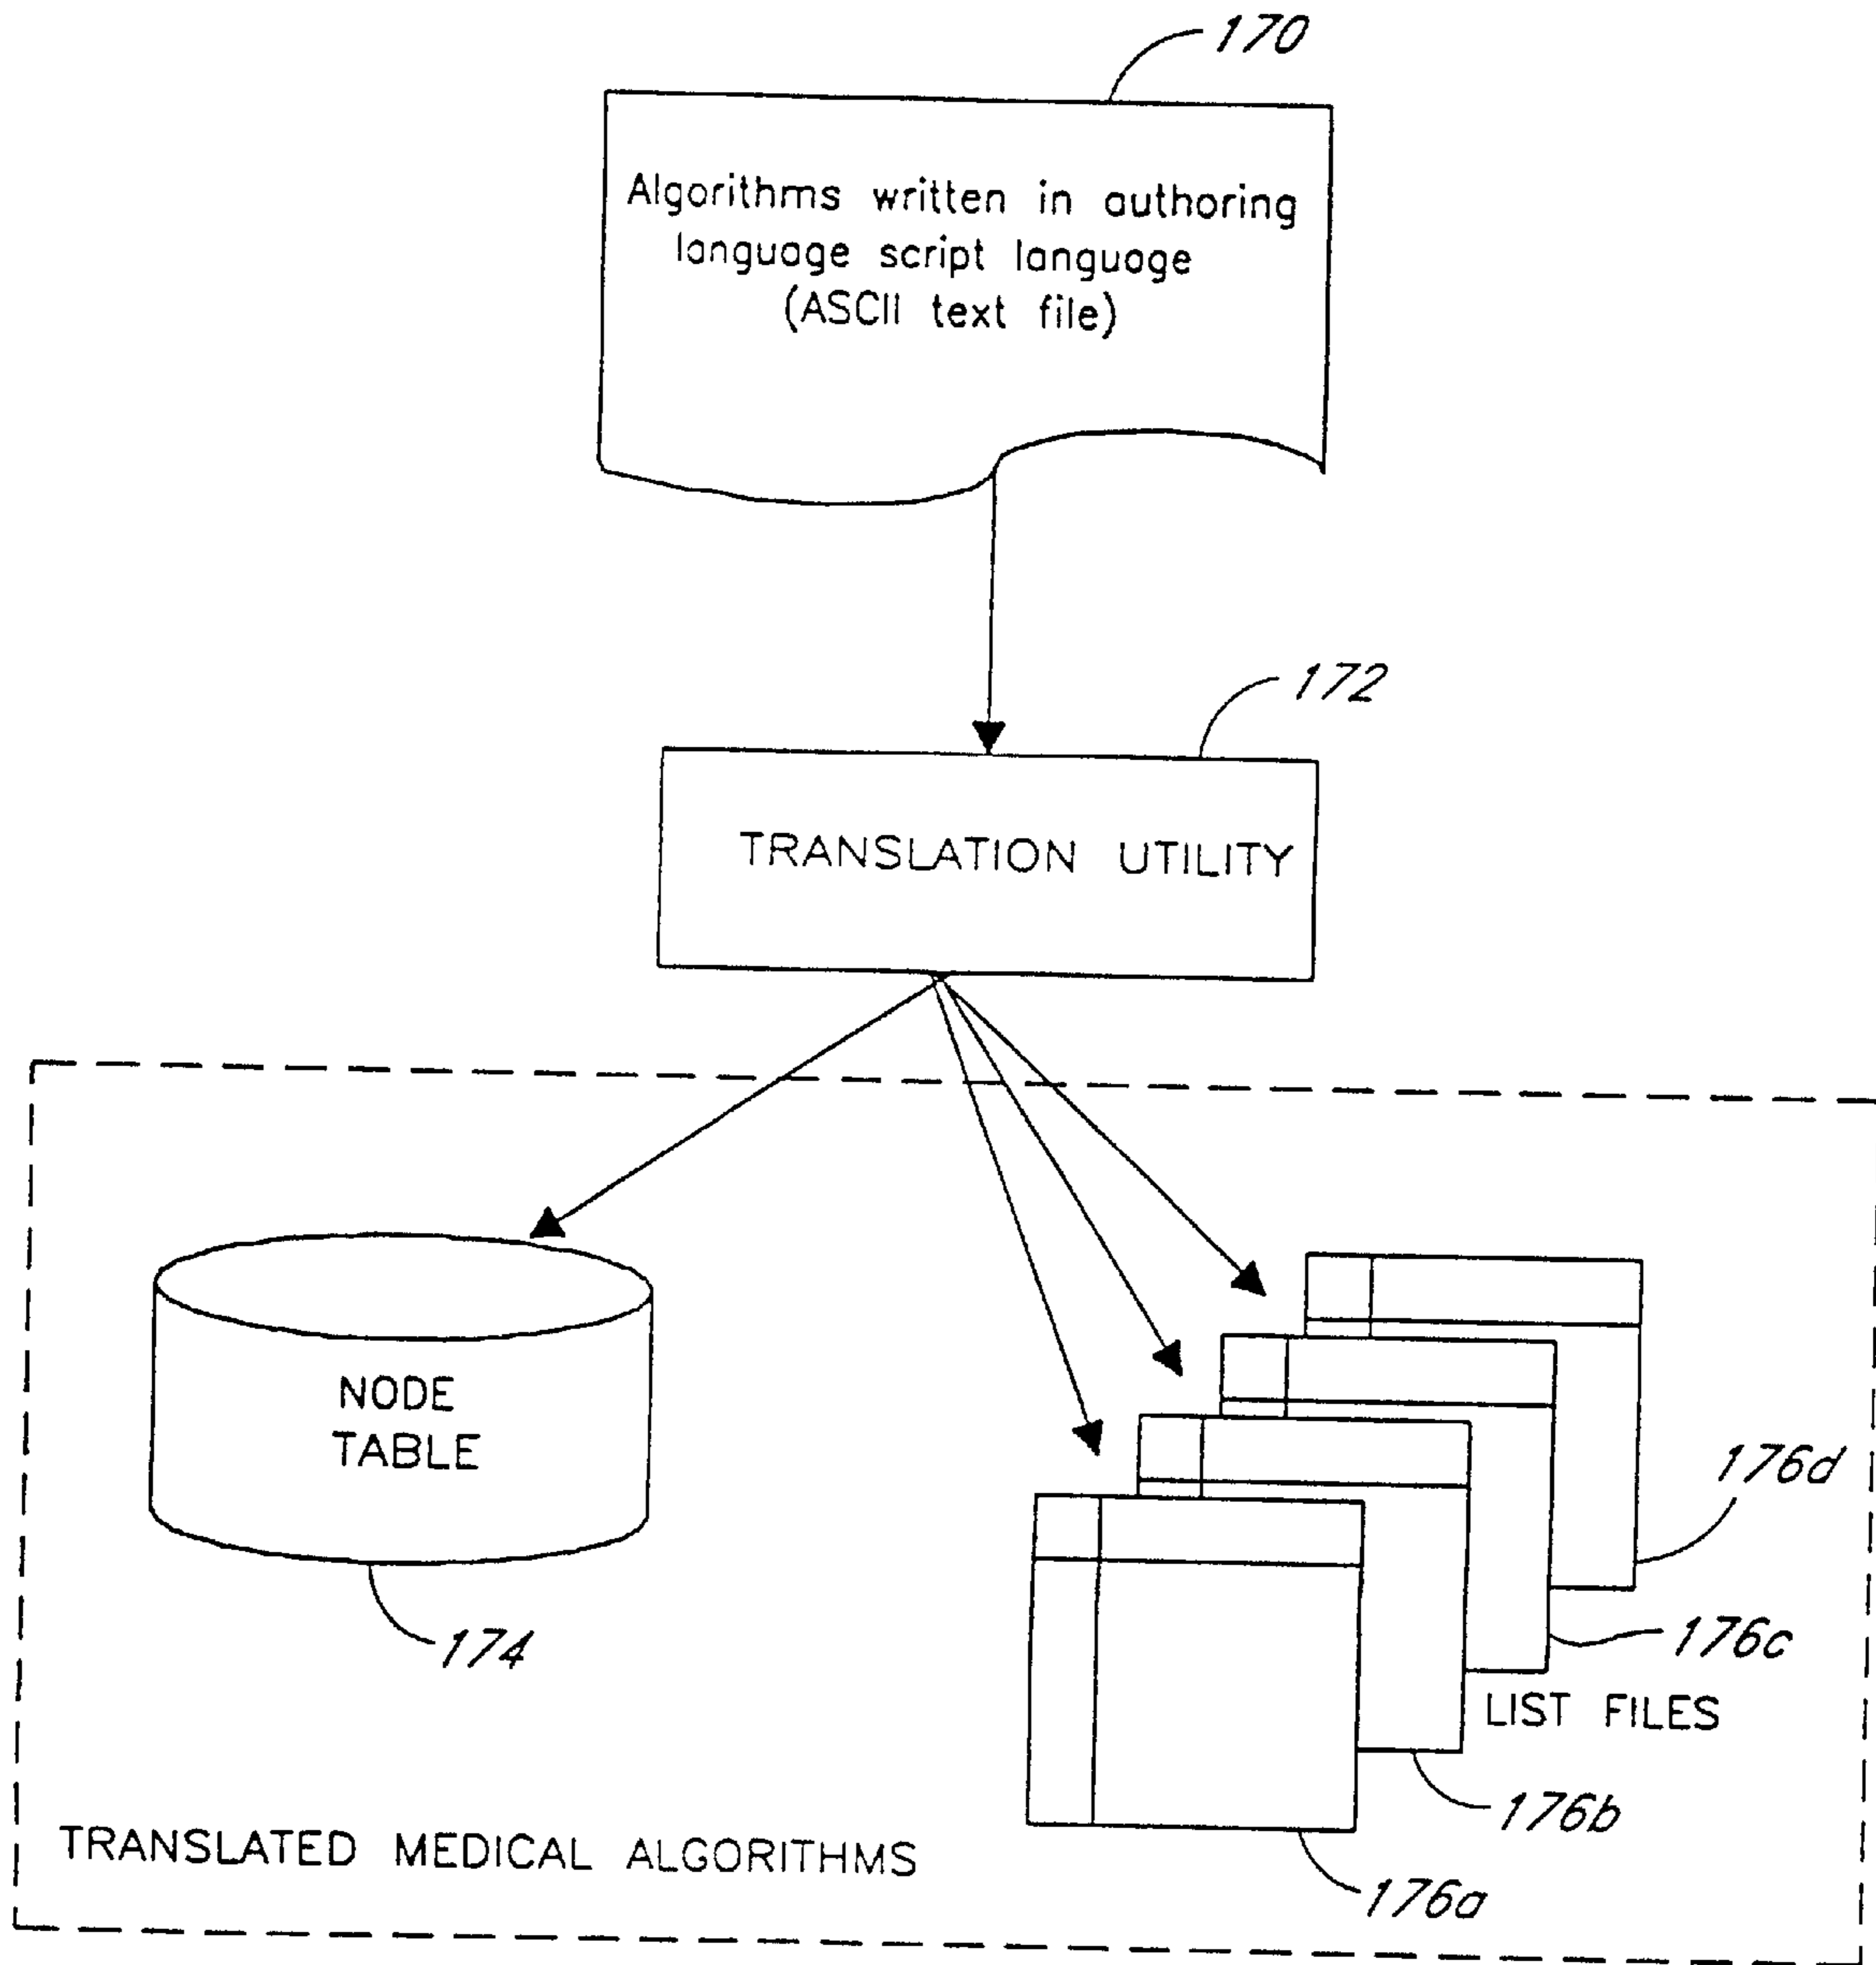 170
Algorithms written in authoring
language script language
(ASCII text file)
172
TRANSLATION UTILITY
NODE
TABLE
174
176d
176c
LIST FILES
176b
176a
TRANSLATED MEDICAL ALGORITHMS